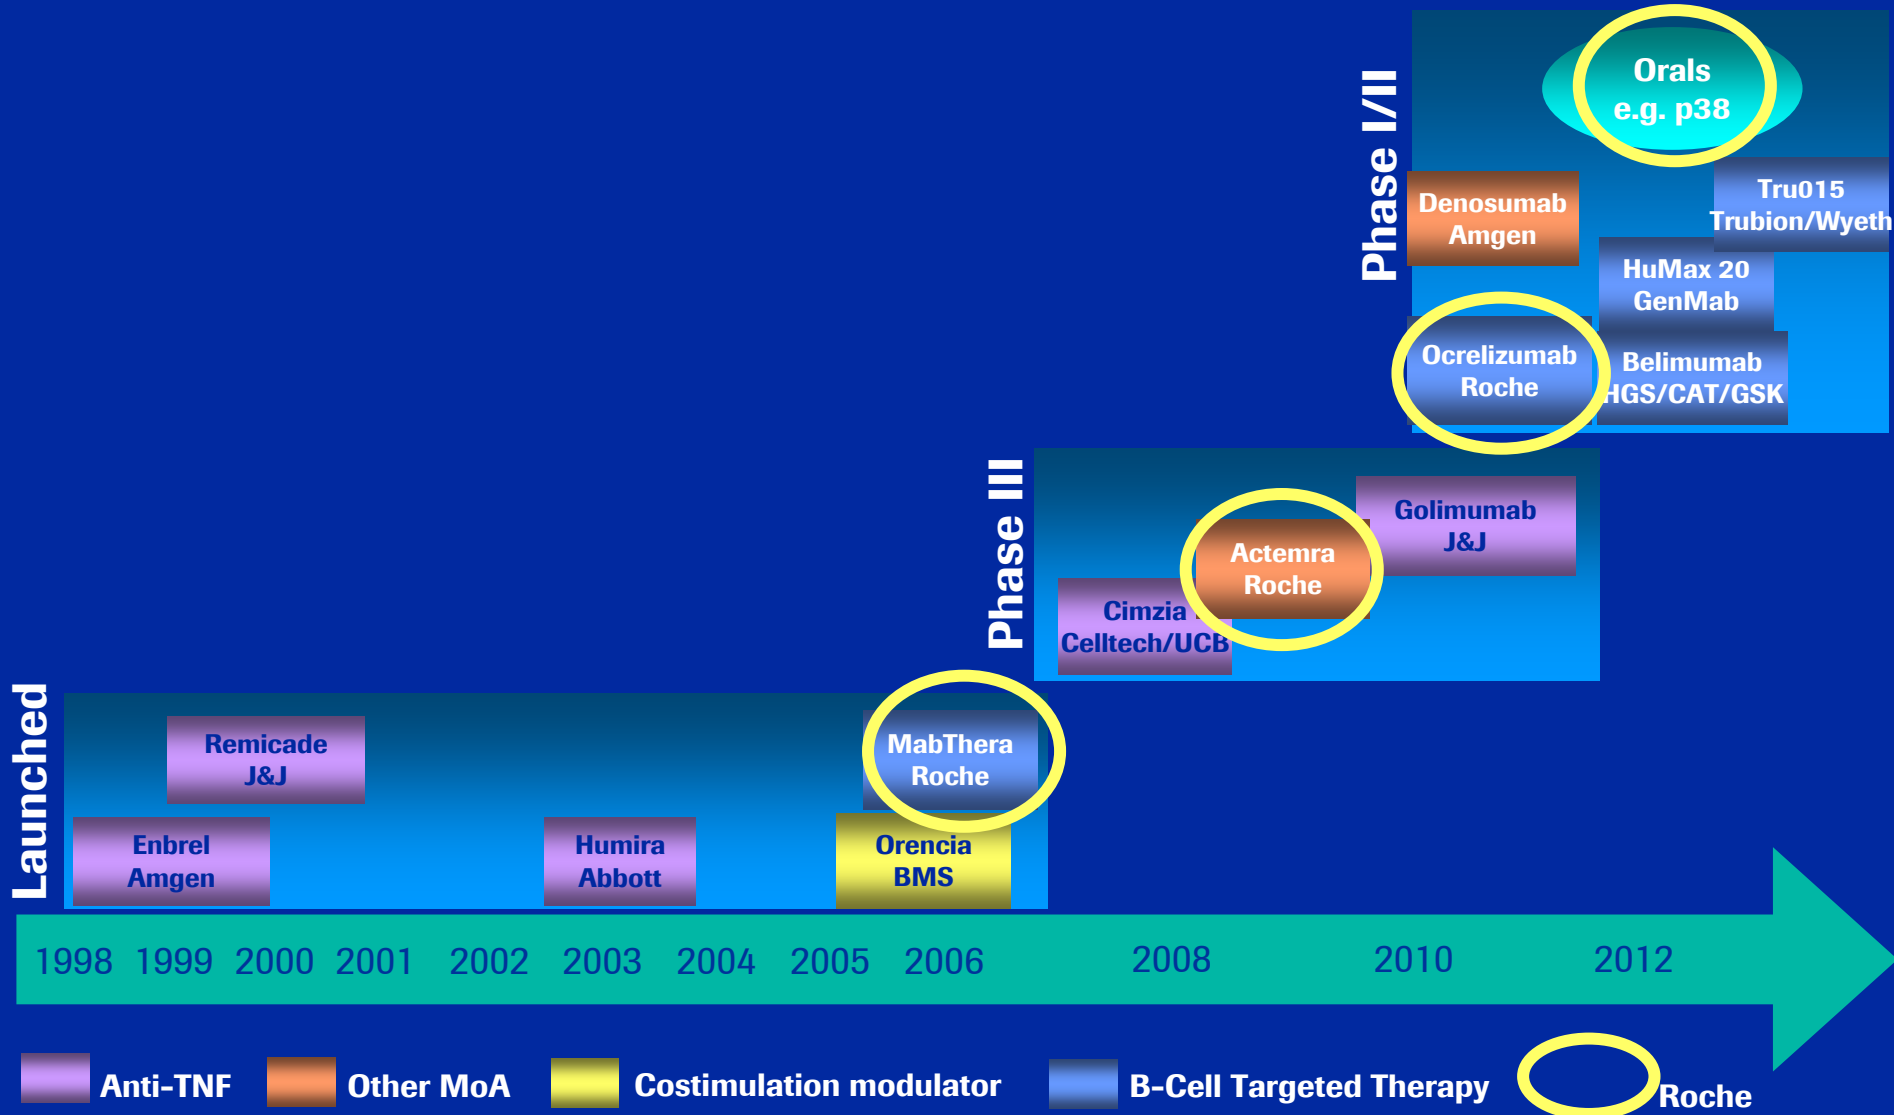 Phase I/II
Orals
e.g. p38
Denosumab
Amgen
Tru015
Trubion/Wyeth
HuMax 20
GenMab
Ocrelizumab
Roche
Belimumab
HGS/CAT/GSK
Phase III
Golimumab
J&J
Actemra
Roche
Cimzia
Celltech/UCB
Launched
Remicade
J&J
MabThera
Roche
Enbrel
Amgen
Humira
Abbott
Orencia
BMS
1998 1999 2000 2001 2002 2003 2004 2005 2006 2008 2010 2012
Anti-TNF Other MoA Costimulation modulator B-Cell Targeted Therapy Roche